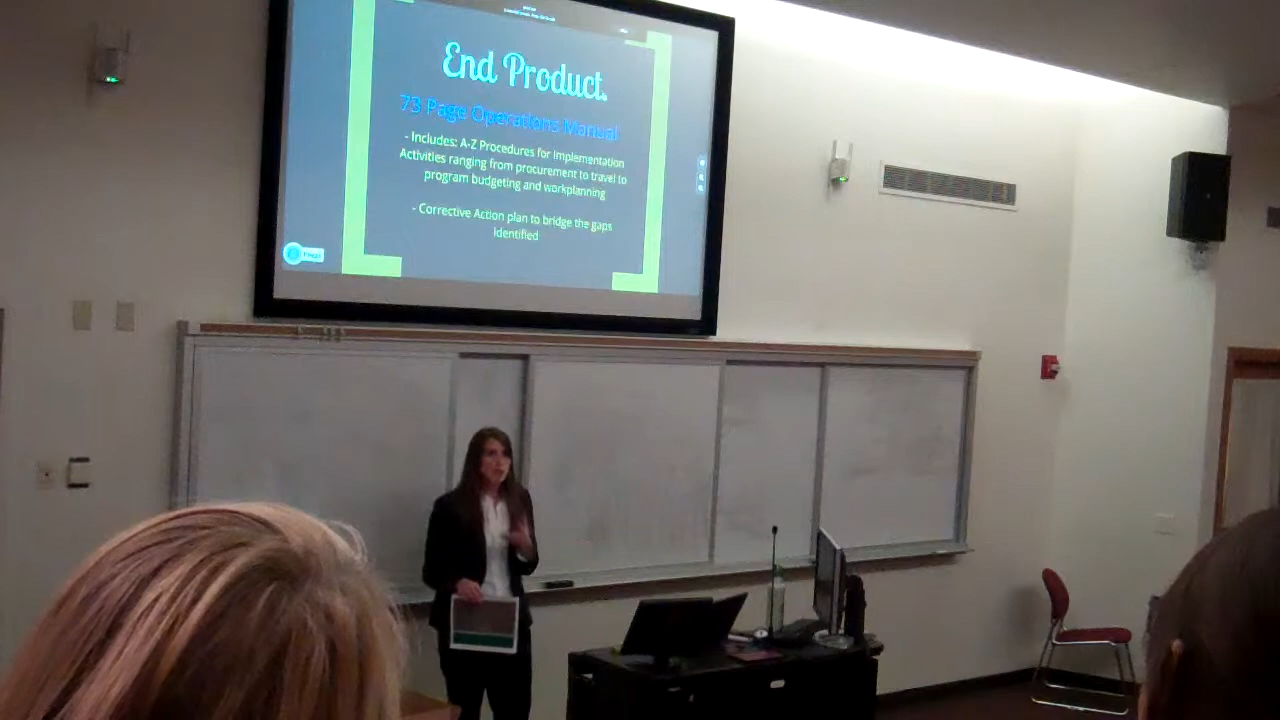 End Product.
73 Page Operations Manual
- Includes: A-Z Procedures for Implementation
Activities ranging from procurement to travel to
program budgeting and workplanning
- Corrective Action plan to bridge the gaps
identified